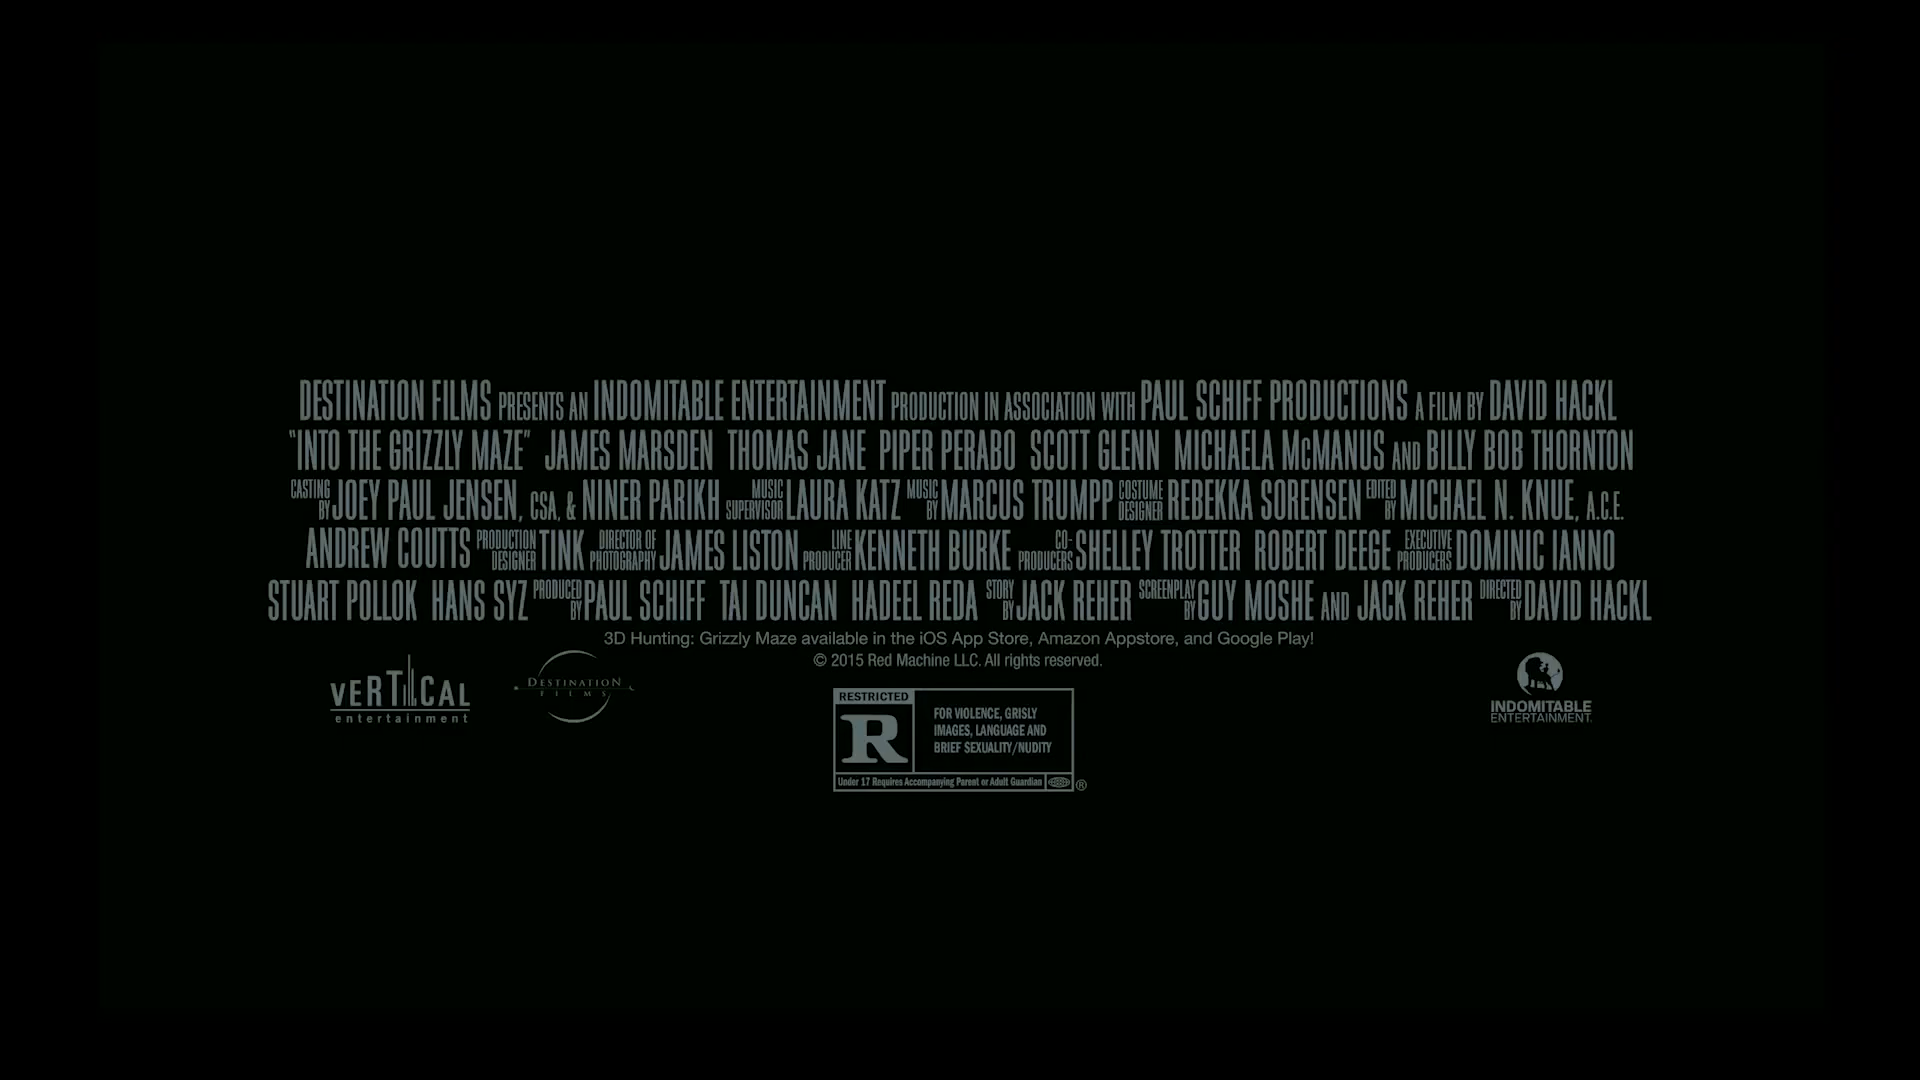 DESTINATION FILMS PRESENTS AN INDOMITABLE ENTERTAINMENT PRODUCTION IN ASSOCIATION WITH PAUL SCHIFF PRODUCTIONS A FILM BY DAVID HACKL
"INTO THE GRIZZLY MAZE" JAMES MARSDEN THOMAS JANE PIPER PERABO SCOTT GLENN MICHAELA McMANUS AND BILLY BOB THORNTON
CASTING BY JOEY PAUL JENSEN, CSA, & NINER PARIKH MUSIC SUPERVISOR LAURA KATZ MUSIC BY MARCUS TRUMPP COSTUME DESIGNER REBEKKA SORENSEN EDITED BY MICHAEL N. KNUE, A.C.E.
ANDREW COUTTS PRODUCTION DESIGNER TINK DIRECTOR OF PHOTOGRAPHY JAMES LISTON LINE PRODUCER KENNETH BURKE CO-PRODUCERS SHELLEY TROTTER ROBERT DEEGE EXECUTIVE PRODUCERS DOMINIC IANNO
STUART POLLOK HANS SYZ PRODUCED BY PAUL SCHIFF TAI DUNCAN HADEEL REDA STORY BY JACK REHER SCREENPLAY BY GUY MOSHE AND JACK REHER DIRECTED BY DAVID HACKL
3D Hunting: Grizzly Maze available in the iOS App Store, Amazon Appstore, and Google Play!
© 2015 Red Machine LLC. All rights reserved.
VERTICAL
entertainment
DESTINATION
FILMS
RESTRICTED
R
FOR VIOLENCE, GRISLY
IMAGES, LANGUAGE AND
BRIEF SEXUALITY/NUDITY
Under 17 Requires Accompanying Parent or Adult Guardian
®
INDOMITABLE
ENTERTAINMENT.